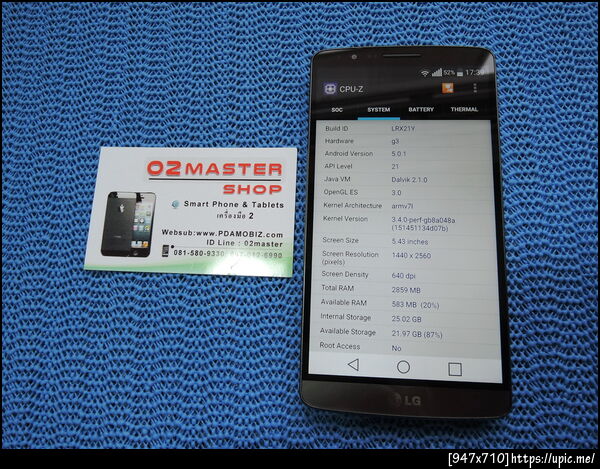 O2MASTER
SHOP
Smart Phone & Tablets
เครื่องมือ 2
Websub:www.PDAMOBIZ.com
ID Line : 02master
081-580-9330,
52% 17:39
CPU-Z
SOC SYSTEM BATTERY THERMAL
Build ID LRX21Y
Hardware g3
Android Version 5.0.1
API Level 21
Java VM Dalvik 2.1.0
OpenGL ES 3.0
Kernel Architecture armv7l
Kernel Version 3.4.0-perf-gb8a048a
(151451134d07b)
Screen Size 5.43 inches
Screen Resolution 1440 x 2560
(pixels)
Screen Density 640 dpi
Total RAM 2859 MB
Available RAM 583 MB (20%)
Internal Storage 25.02 GB
Available Storage 21.97 GB (87%)
Root Access No
LG
[947x710]https://upic.me/